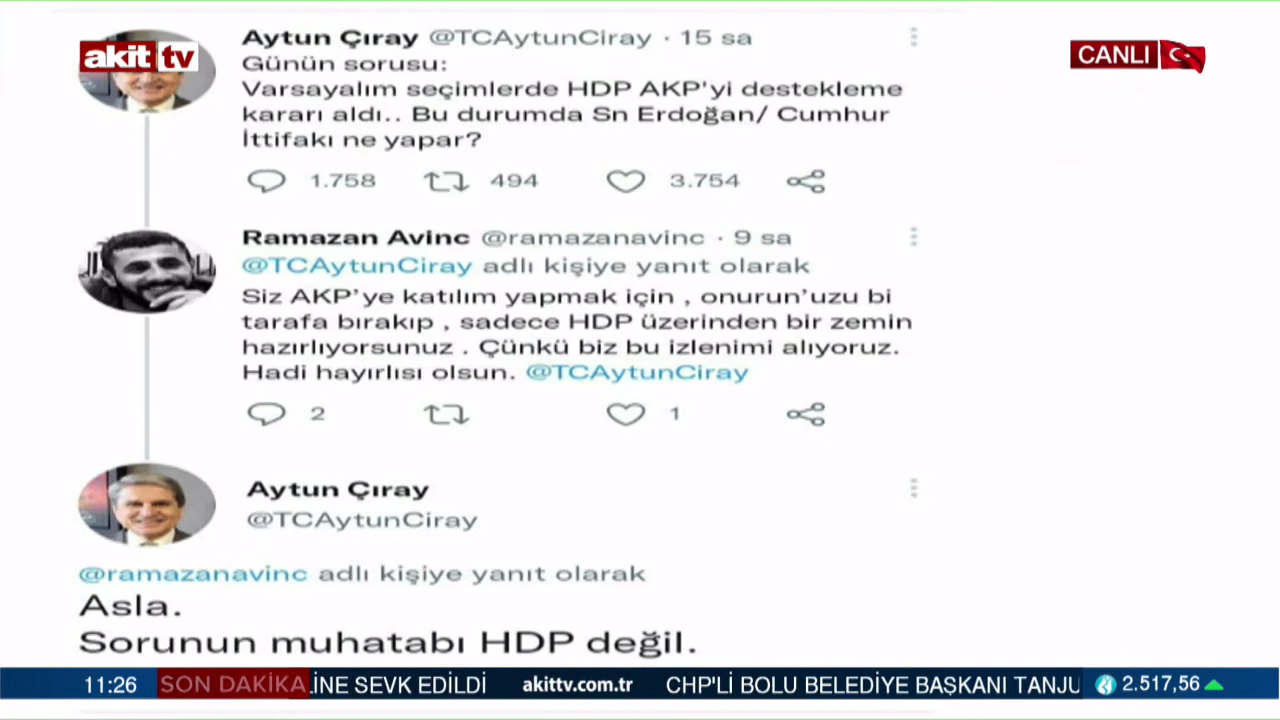 akit tv
CANLI
Aytun Çıray @TCAytunCiray · 15 sa
Günün sorusu:
Varsayalım seçimlerde HDP AKP'yi destekleme
kararı aldı.. Bu durumda Sn Erdoğan/ Cumhur
İttifakı ne yapar?
1.758 494 3.754
Ramazan Avinc @ramazanavinc · 9 sa
@TCAytunCiray adlı kişiye yanıt olarak
Siz AKP’ye katılım yapmak için , onurun’uzu bi
tarafa bırakıp , sadece HDP üzerinden bir zemin
hazırlıyorsunuz . Çünkü biz bu izlenimi alıyoruz.
Hadi hayırlısı olsun. @TCAytunCiray
2 1
Aytun Çıray
@TCAytunCiray
@ramazanavinc adlı kişiye yanıt olarak
Asla.
Sorunun muhatabı HDP değil.
11:26 SON DAKİKA LİNE SEVK EDİLDİ akittv.com.tr CHP'Lİ BOLU BELEDİYE BAŞKANI TANJU 2.517,56